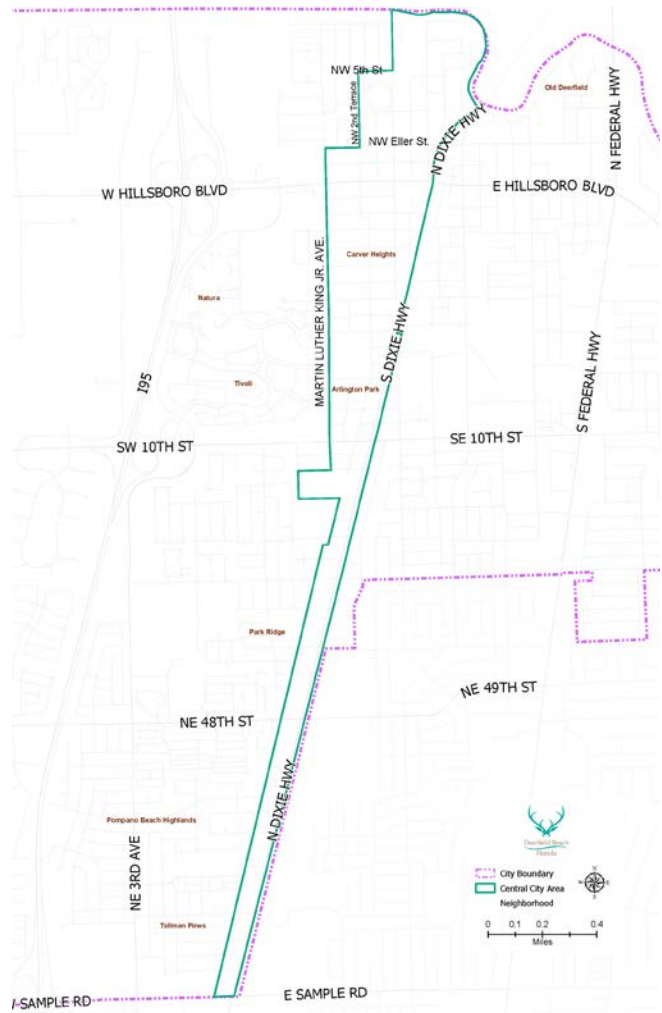 NW 5th St
NW 2nd Terrace
NW Eller St.
Old Deerfield
N FEDERAL HWY
N DIXIE HWY
W HILLSBORO BLVD
E HILLSBORO BLVD
Carver Heights
Natura
MARTIN LUTHER KING JR. AVE.
S DIXIE HWY
I95
Tivoli
Arlington Park
S FEDERAL HWY
SW 10TH ST
SE 10TH ST
Park Ridge
NE 49TH ST
NE 48TH ST
N DIXIE HWY
Pompano Beach Highlands
NE 3RD AVE
Tallman Pines
Deerfield Beach
Florida
City Boundary
Central City Area
Neighborhood
N
W
E
S
0 0.1 0.2 0.4
Miles
W SAMPLE RD
E SAMPLE RD